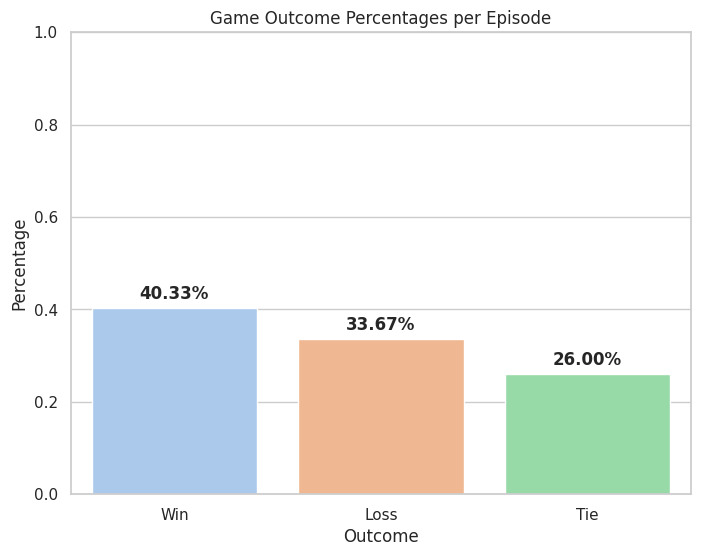 Game Outcome Percentages per Episode
1.0
0.8
0.6
0.4
0.2
0.0
Percentage
40.33%
33.67%
26.00%
Win Loss Tie
Outcome